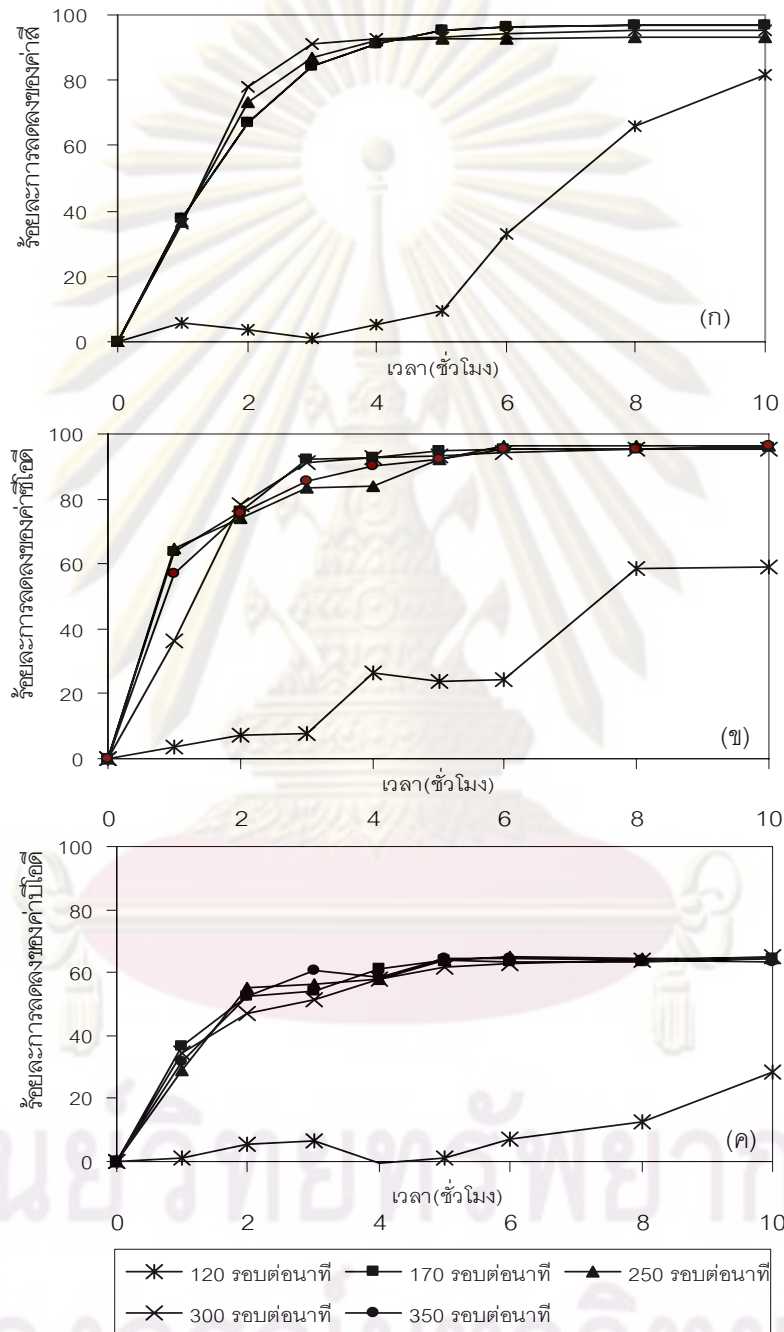 100
80
60
40
20
0
ร้อยละการลดลงของค่าสี
(ก)
เวลา(ชั่วโมง)
0 2 4 6 8 10
100
80
60
40
20
0
ร้อยละการลดลงของค่าซีโอดี
(ข)
เวลา(ชั่วโมง)
0 2 4 6 8 10
100
80
60
40
20
0
ร้อยละการลดลงของค่าบีโอดี
(ค)
เวลา(ชั่วโมง)
0 2 4 6 8 10
120 รอบต่อนาที 170 รอบต่อนาที 250 รอบต่อนาที
300 รอบต่อนาที 350 รอบต่อนาที